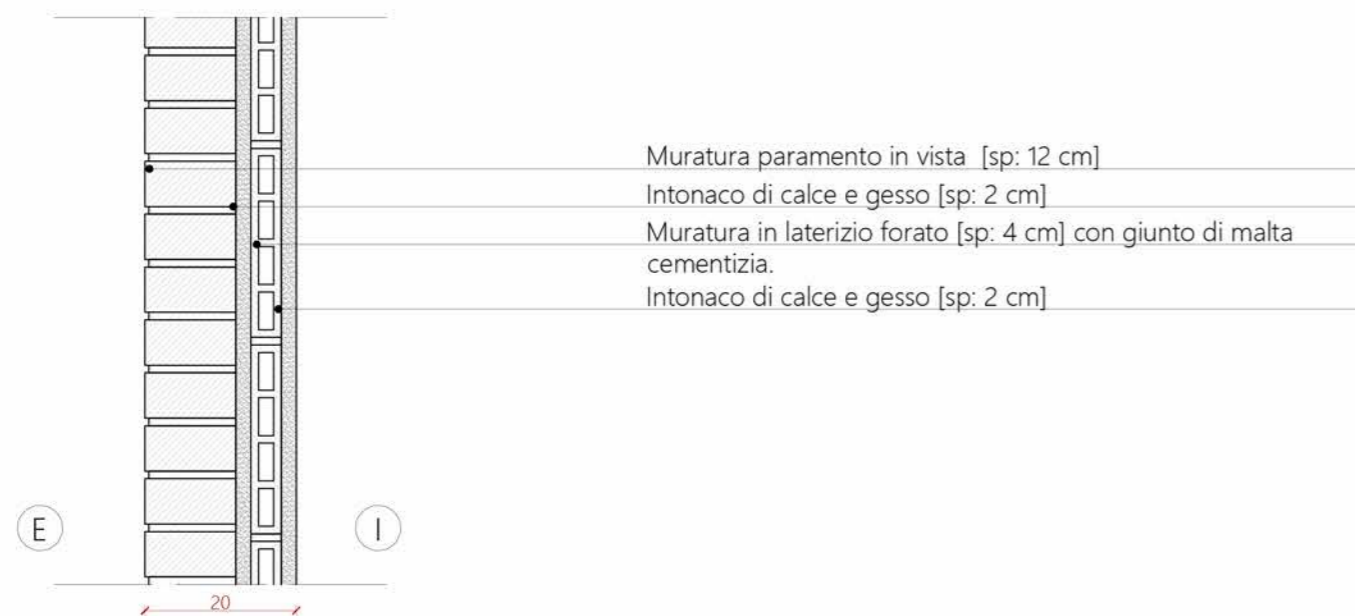 Muratura paramento in vista [sp: 12 cm]
Intonaco di calce e gesso [sp: 2 cm]
Muratura in laterizio forato [sp: 4 cm] con giunto di malta
cementizia.
Intonaco di calce e gesso [sp: 2 cm]
E
I
20